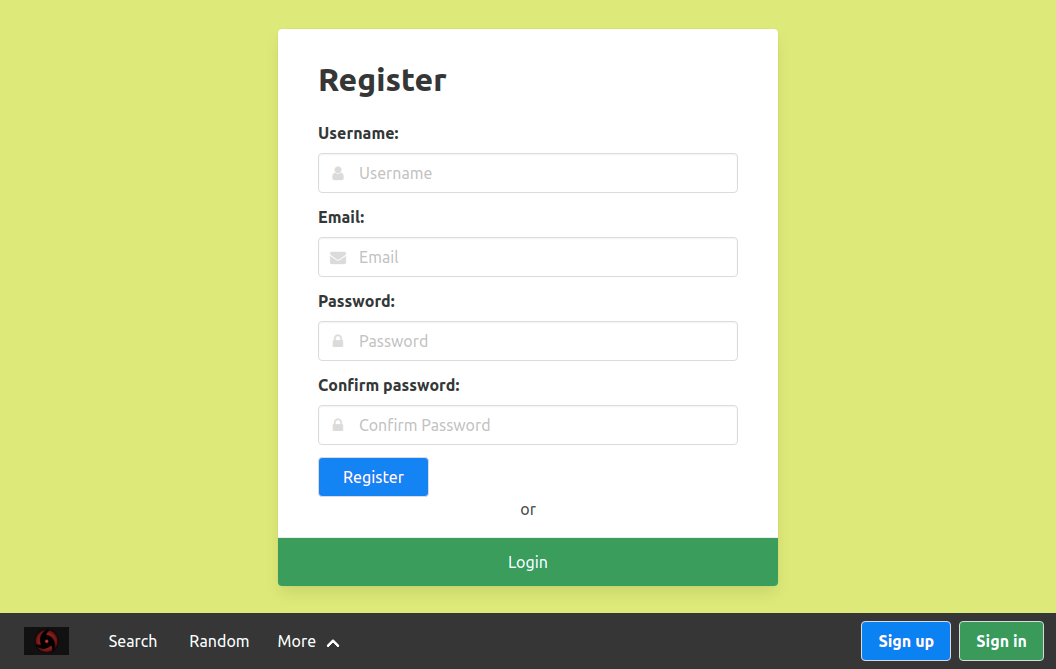 Register
Username:
Username
Email:
Email
Password:
Password
Confirm password:
Confirm Password
Register
or
Login
Search Random More Sign up Sign in